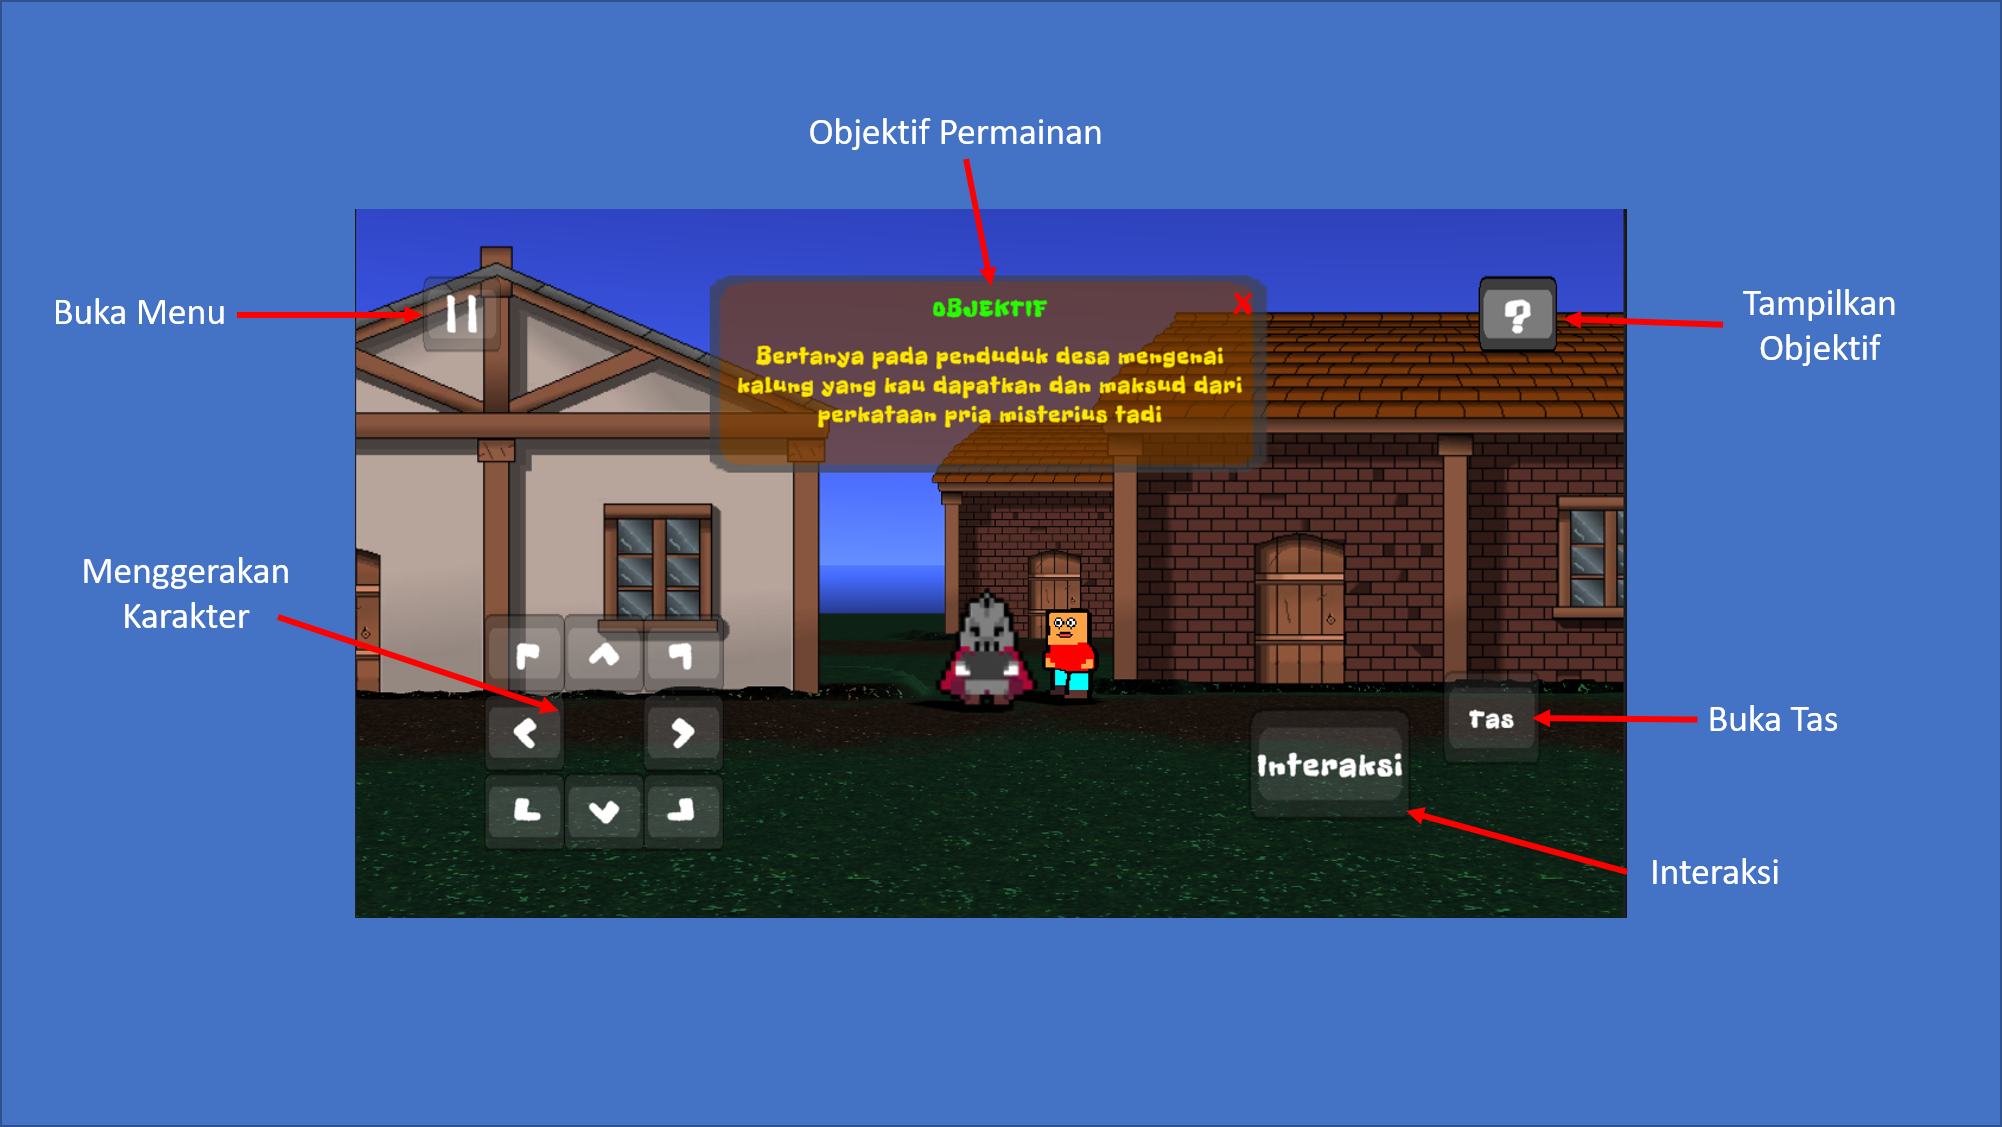 Objektif Permainan
Buka Menu
OBJEKTIF
X
?
Tampilkan
Objektif
Bertanya pada penduduk desa mengenai
kalung yang kau dapatkan dan maksud dari
perkataan pria misterius tadi
Menggerakan
Karakter
Tas
Buka Tas
Interaksi
Interaksi